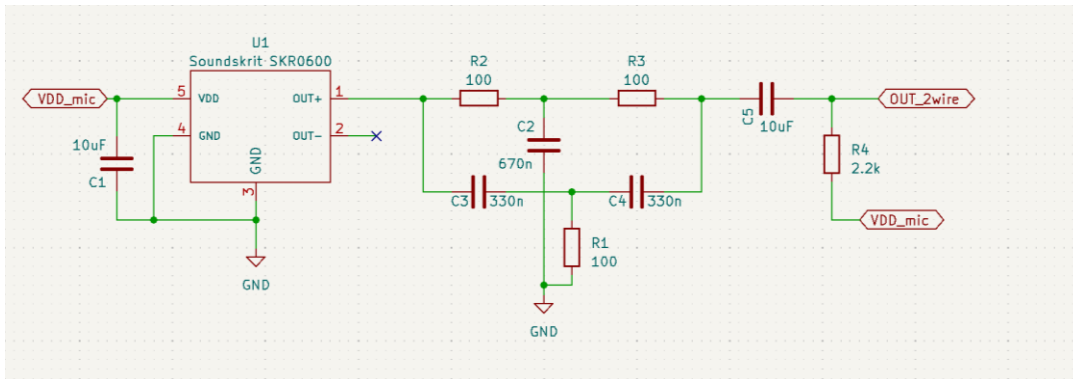 U1
Soundskrit SKR0600
VDD_mic
5
VDD
OUT+
1
4
GND
OUT-
2
GND
3
10uF
C1
GND
R2
100
R3
100
C2
670n
C3
330n
C4
330n
R1
100
GND
C5
10uF
OUT_2wire
R4
2.2k
VDD_mic